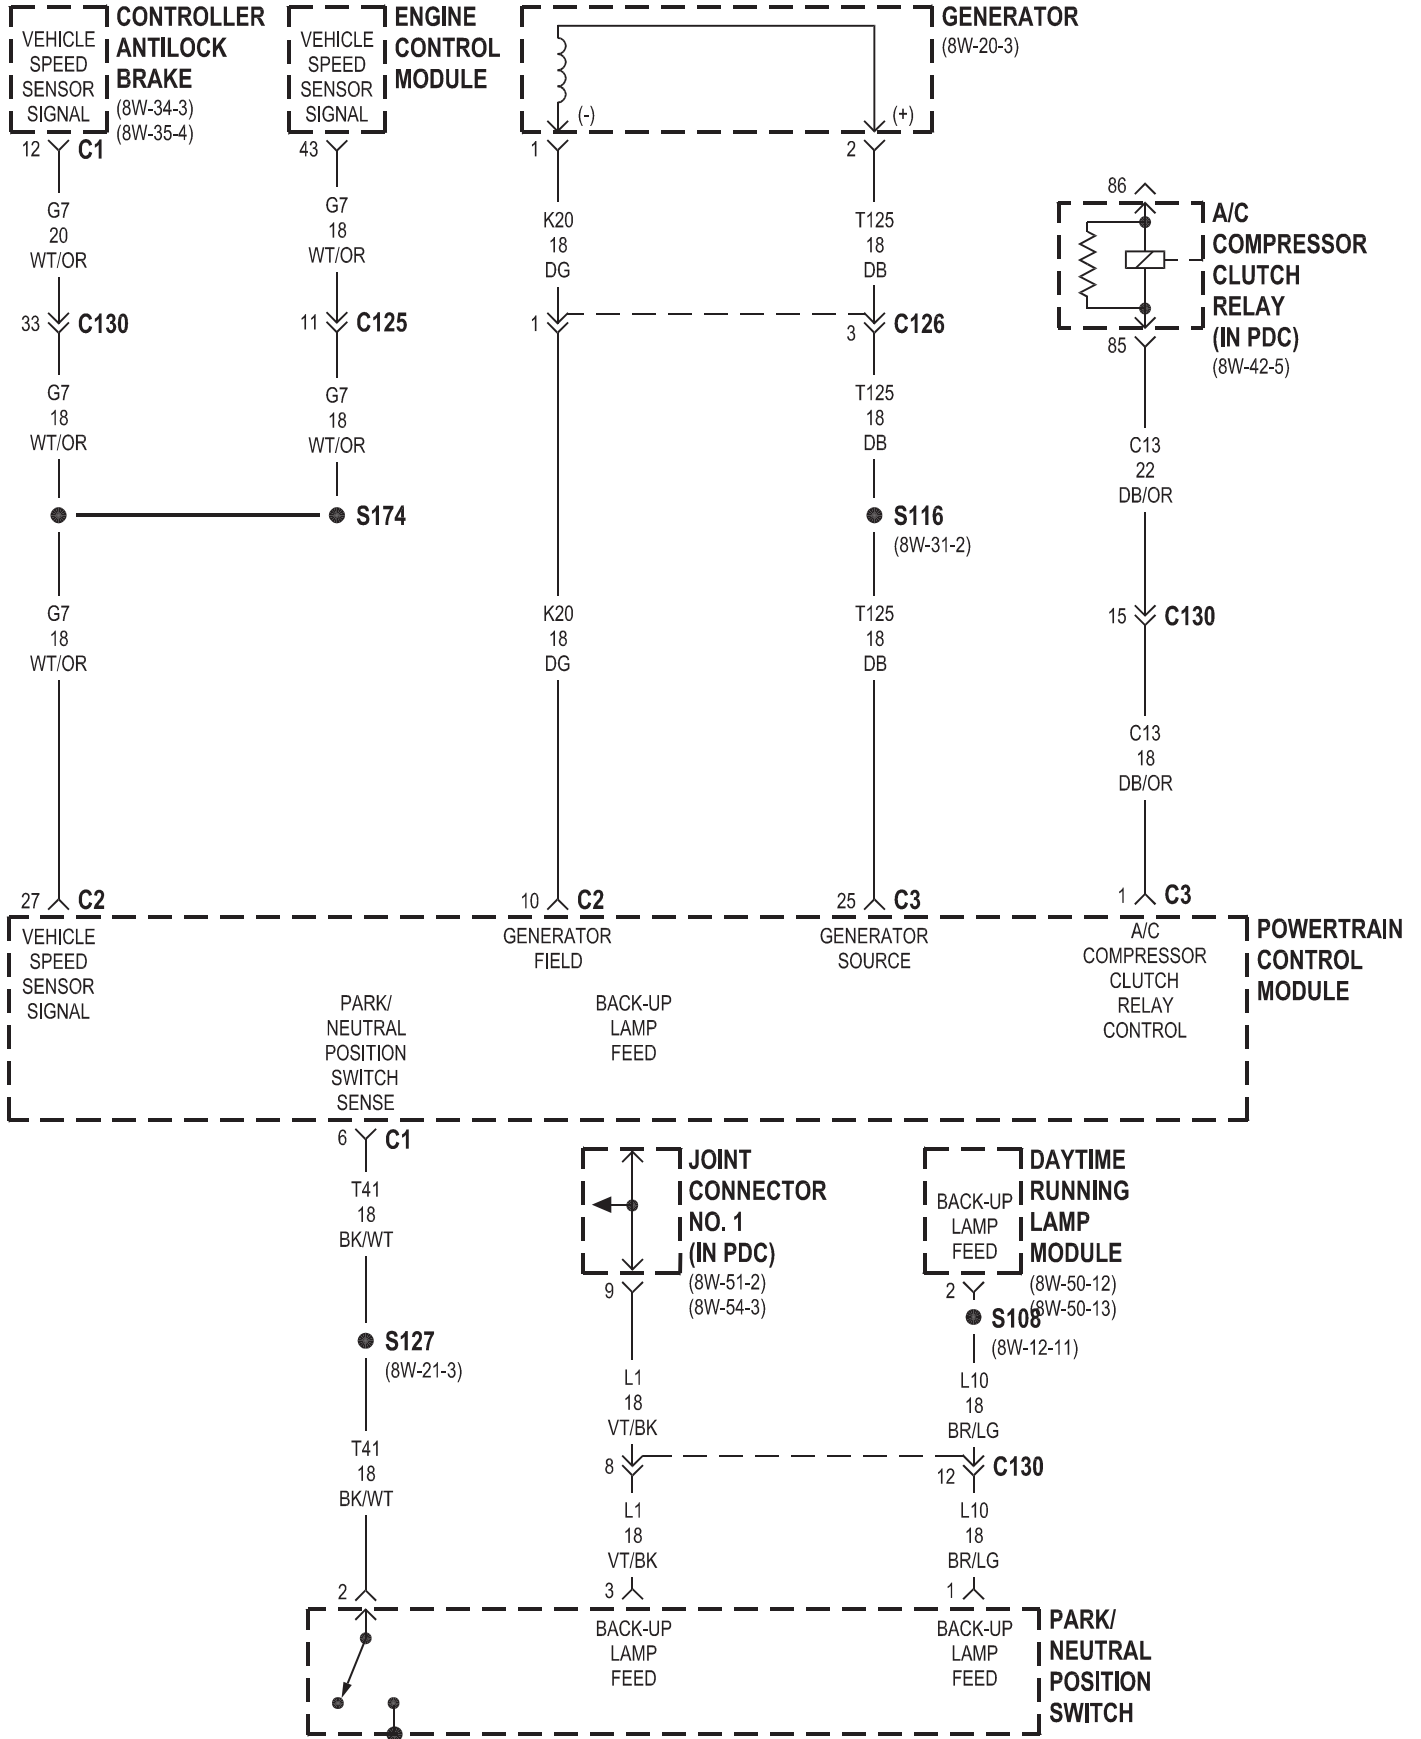 CONTROLLER
ANTILOCK
BRAKE
(8W-34-3)
(8W-35-4)
VEHICLE
SPEED
SENSOR
SIGNAL
12
C1
G7
20
WT/OR
33
C130
G7
18
WT/OR
G7
18
WT/OR
27
C2
ENGINE
CONTROL
MODULE
VEHICLE
SPEED
SENSOR
SIGNAL
43
G7
18
WT/OR
11
C125
G7
18
WT/OR
S174
GENERATOR
(8W-20-3)
(-)
(+)
1
K20
18
DG
1
K20
18
DG
10
C2
2
T125
18
DB
3
C126
T125
18
DB
S116
(8W-31-2)
T125
18
DB
25
C3
86
A/C
COMPRESSOR
CLUTCH
RELAY
(IN PDC)
(8W-42-5)
85
C13
22
DB/OR
15
C130
C13
18
DB/OR
1
C3
POWERTRAIN
CONTROL
MODULE
VEHICLE
SPEED
SENSOR
SIGNAL
PARK/
NEUTRAL
POSITION
SWITCH
SENSE
GENERATOR
FIELD
BACK-UP
LAMP
FEED
GENERATOR
SOURCE
A/C
COMPRESSOR
CLUTCH
RELAY
CONTROL
6
C1
T41
18
BK/WT
S127
(8W-21-3)
T41
18
BK/WT
2
JOINT
CONNECTOR
NO. 1
(IN PDC)
(8W-51-2)
(8W-54-3)
9
L1
18
VT/BK
8
L1
18
VT/BK
3
DAYTIME
RUNNING
LAMP
MODULE
(8W-50-12)
(8W-50-13)
BACK-UP
LAMP
FEED
2
S108
(8W-12-11)
L10
18
BR/LG
12
C130
L10
18
BR/LG
1
BACK-UP
LAMP
FEED
BACK-UP
LAMP
FEED
PARK/
NEUTRAL
POSITION
SWITCH